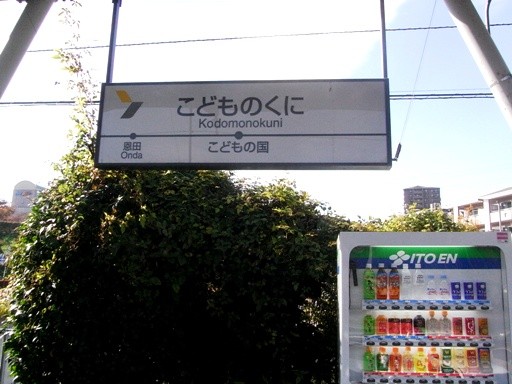 こどものくに
Kodomonokuni
恩田
Onda
こどもの国
ITO EN